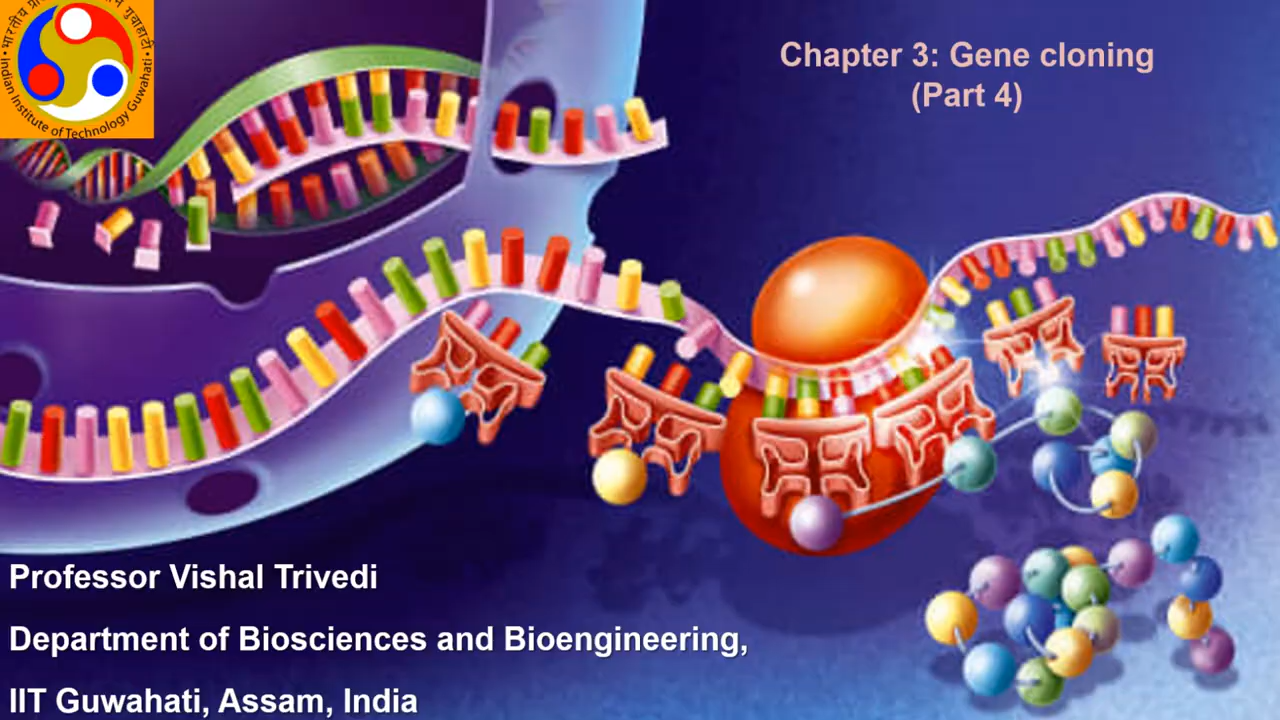 भारतीय
गुवाहाटी
Indian Institute of Technology Guwahati
Chapter 3: Gene cloning
(Part 4)
Professor Vishal Trivedi
Department of Biosciences and Bioengineering,
IIT Guwahati, Assam, India